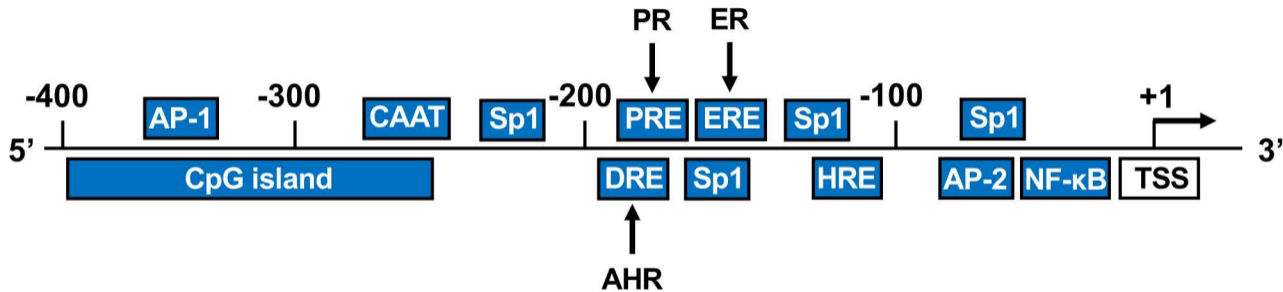 PR ER
-400 -300 -200 -100 +1
AP-1 CAAT Sp1 PRE ERE Sp1 Sp1
5’ 3’
CpG island DRE Sp1 HRE AP-2 NF-κB TSS
AHR